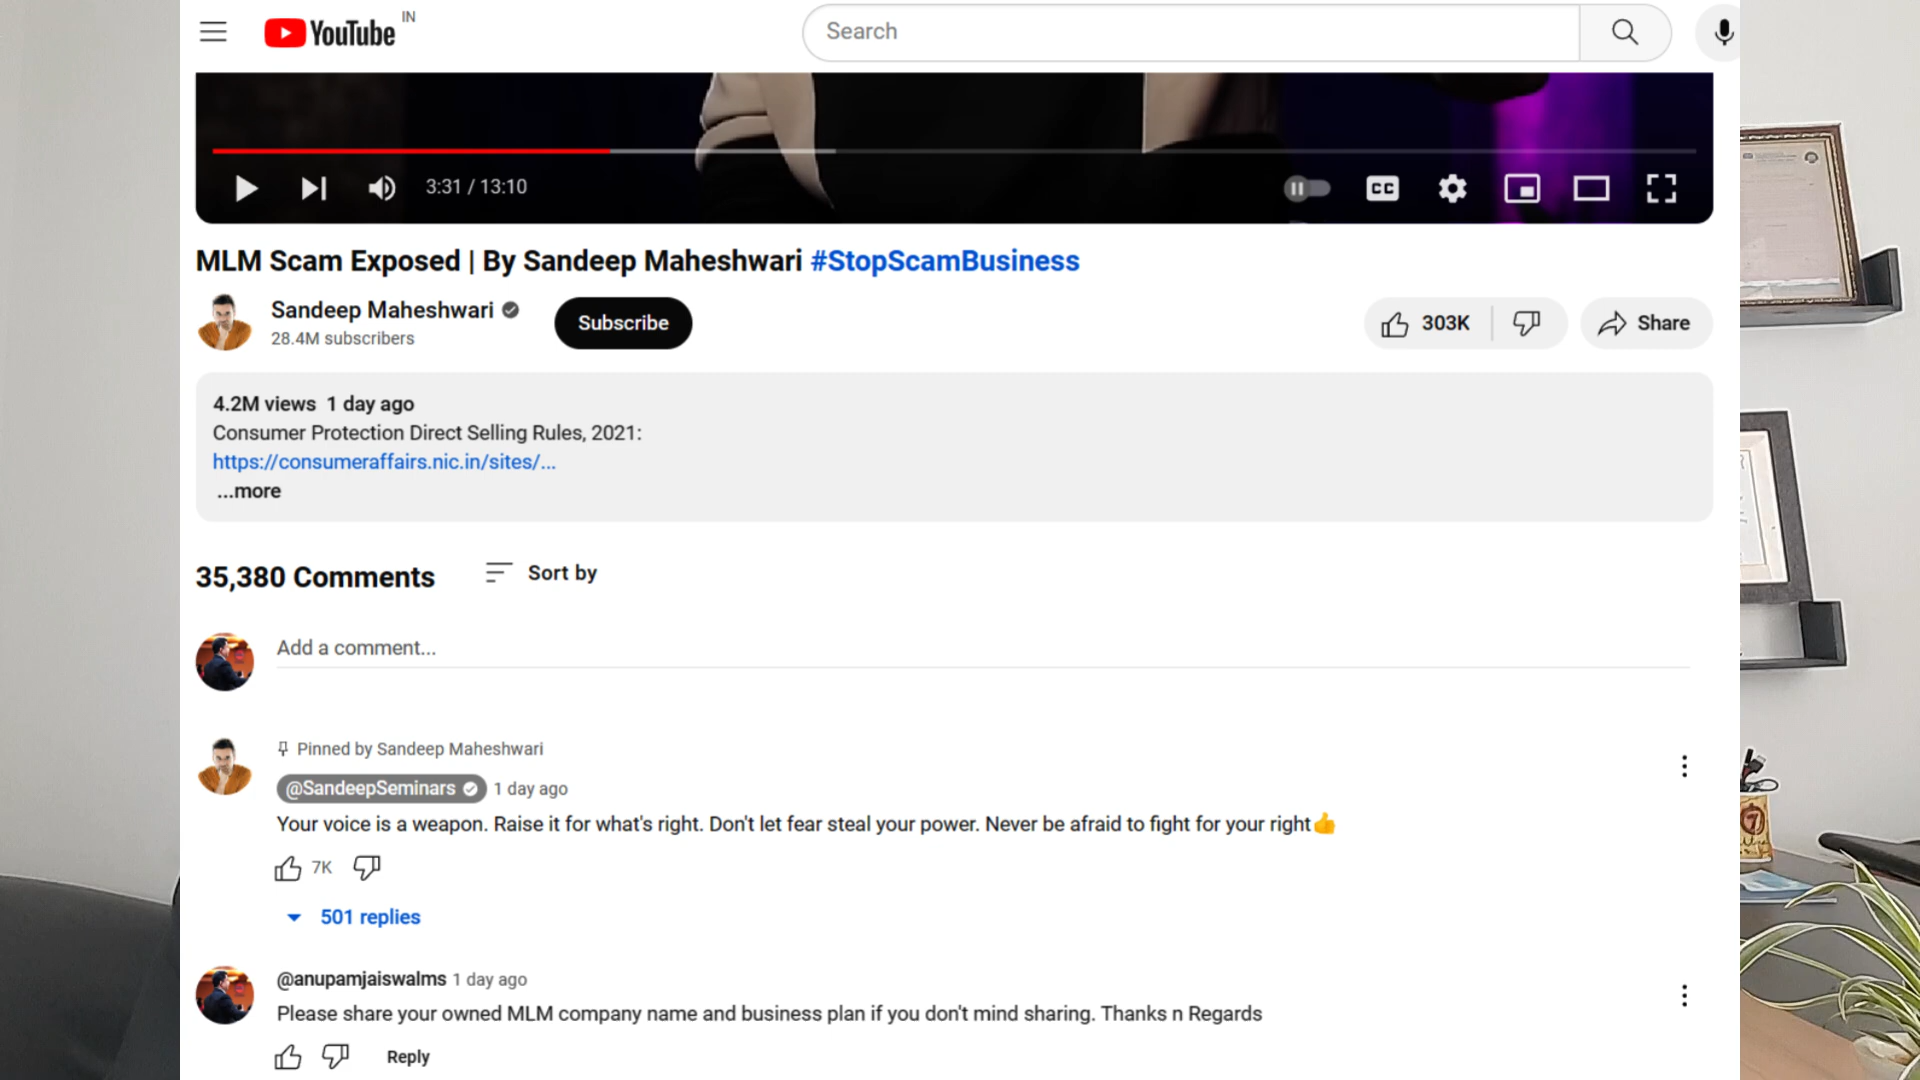 YouTube IN
Search
3:31 / 13:10
CC
MLM Scam Exposed | By Sandeep Maheshwari #StopScamBusiness
Sandeep Maheshwari
28.4M subscribers
Subscribe
303K
Share
4.2M views 1 day ago
Consumer Protection Direct Selling Rules, 2021:
https://consumeraffairs.nic.in/sites/...
...more
35,380 Comments
Sort by
Add a comment...
Pinned by Sandeep Maheshwari
@SandeepSeminars 1 day ago
Your voice is a weapon. Raise it for what's right. Don't let fear steal your power. Never be afraid to fight for your right👍
7K
501 replies
@anupamjaiswalms 1 day ago
Please share your owned MLM company name and business plan if you don't mind sharing. Thanks n Regards
Reply